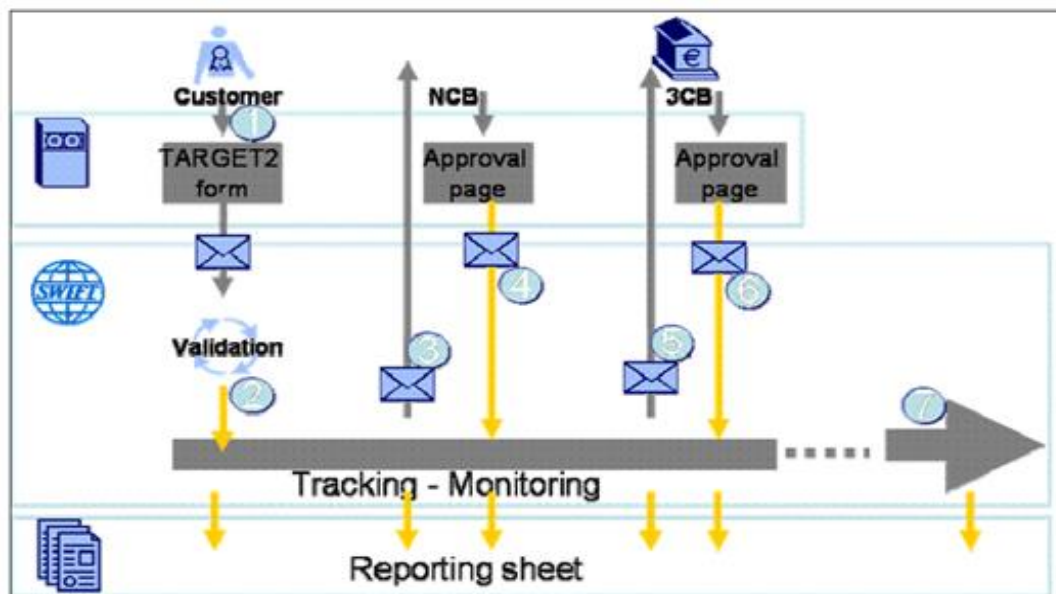 Customer
NCB
3CB
1
TARGET2
form
Approval
page
Approval
page
SWIFT
4
6
Validation
3
5
2
7
Tracking - Monitoring
Reporting sheet